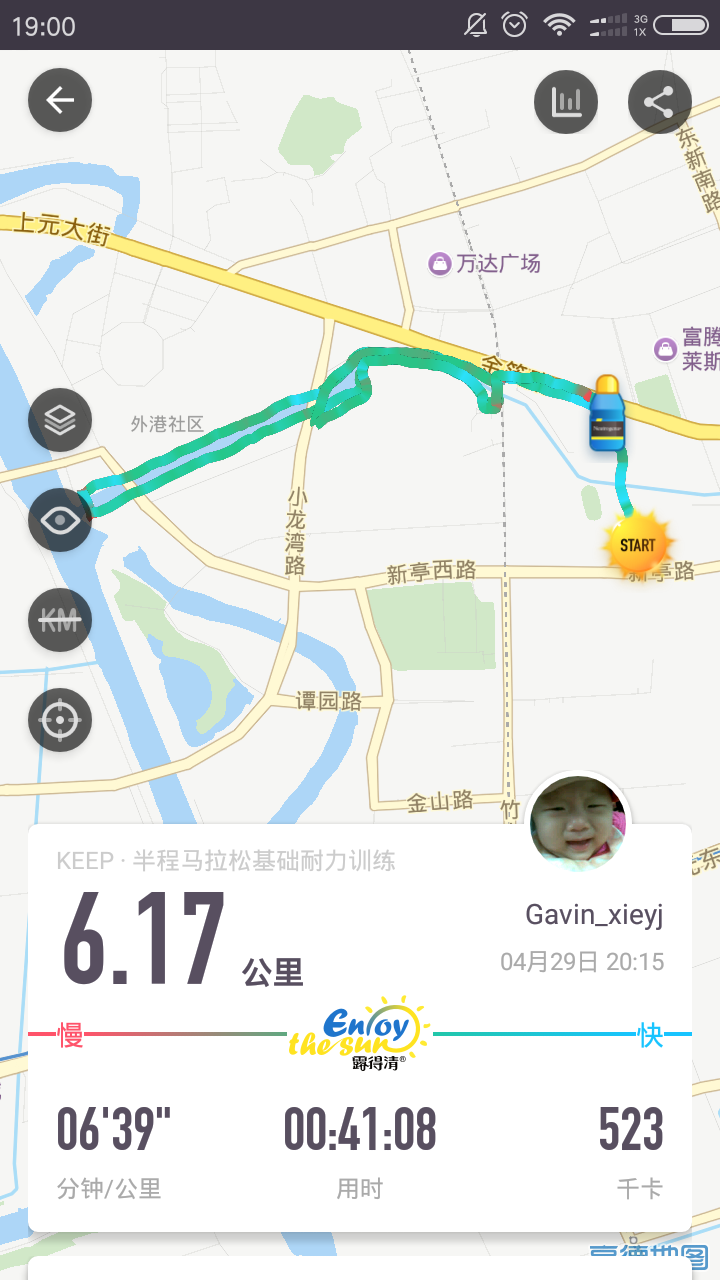 19:00
3G
1X
东新南路
上元大街
万达广场
富腾
莱斯
外港社区
KM
小龙湾路
START
新亭西路
新亭路
谭园路
金山路
竹
KEEP · 半程马拉松基础耐力训练
6.17 公里
Gavin_xieyj
04月29日 20:15
慢
Enjoy
the sun
露得清®
快
06'39"
00:41:08
523
分钟/公里
用时
千卡
高德地图